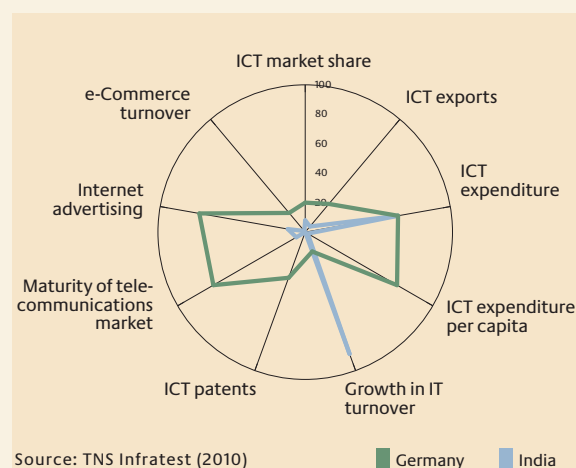 ICT market share
100
e-Commerce
turnover
ICT exports
80
60
ICT
expenditure
40
Internet
advertising
20
Maturity of tele-
communications
market
ICT expenditure
per capita
ICT patents
Growth in IT
turnover
Source: TNS Infratest (2010)
Germany
India